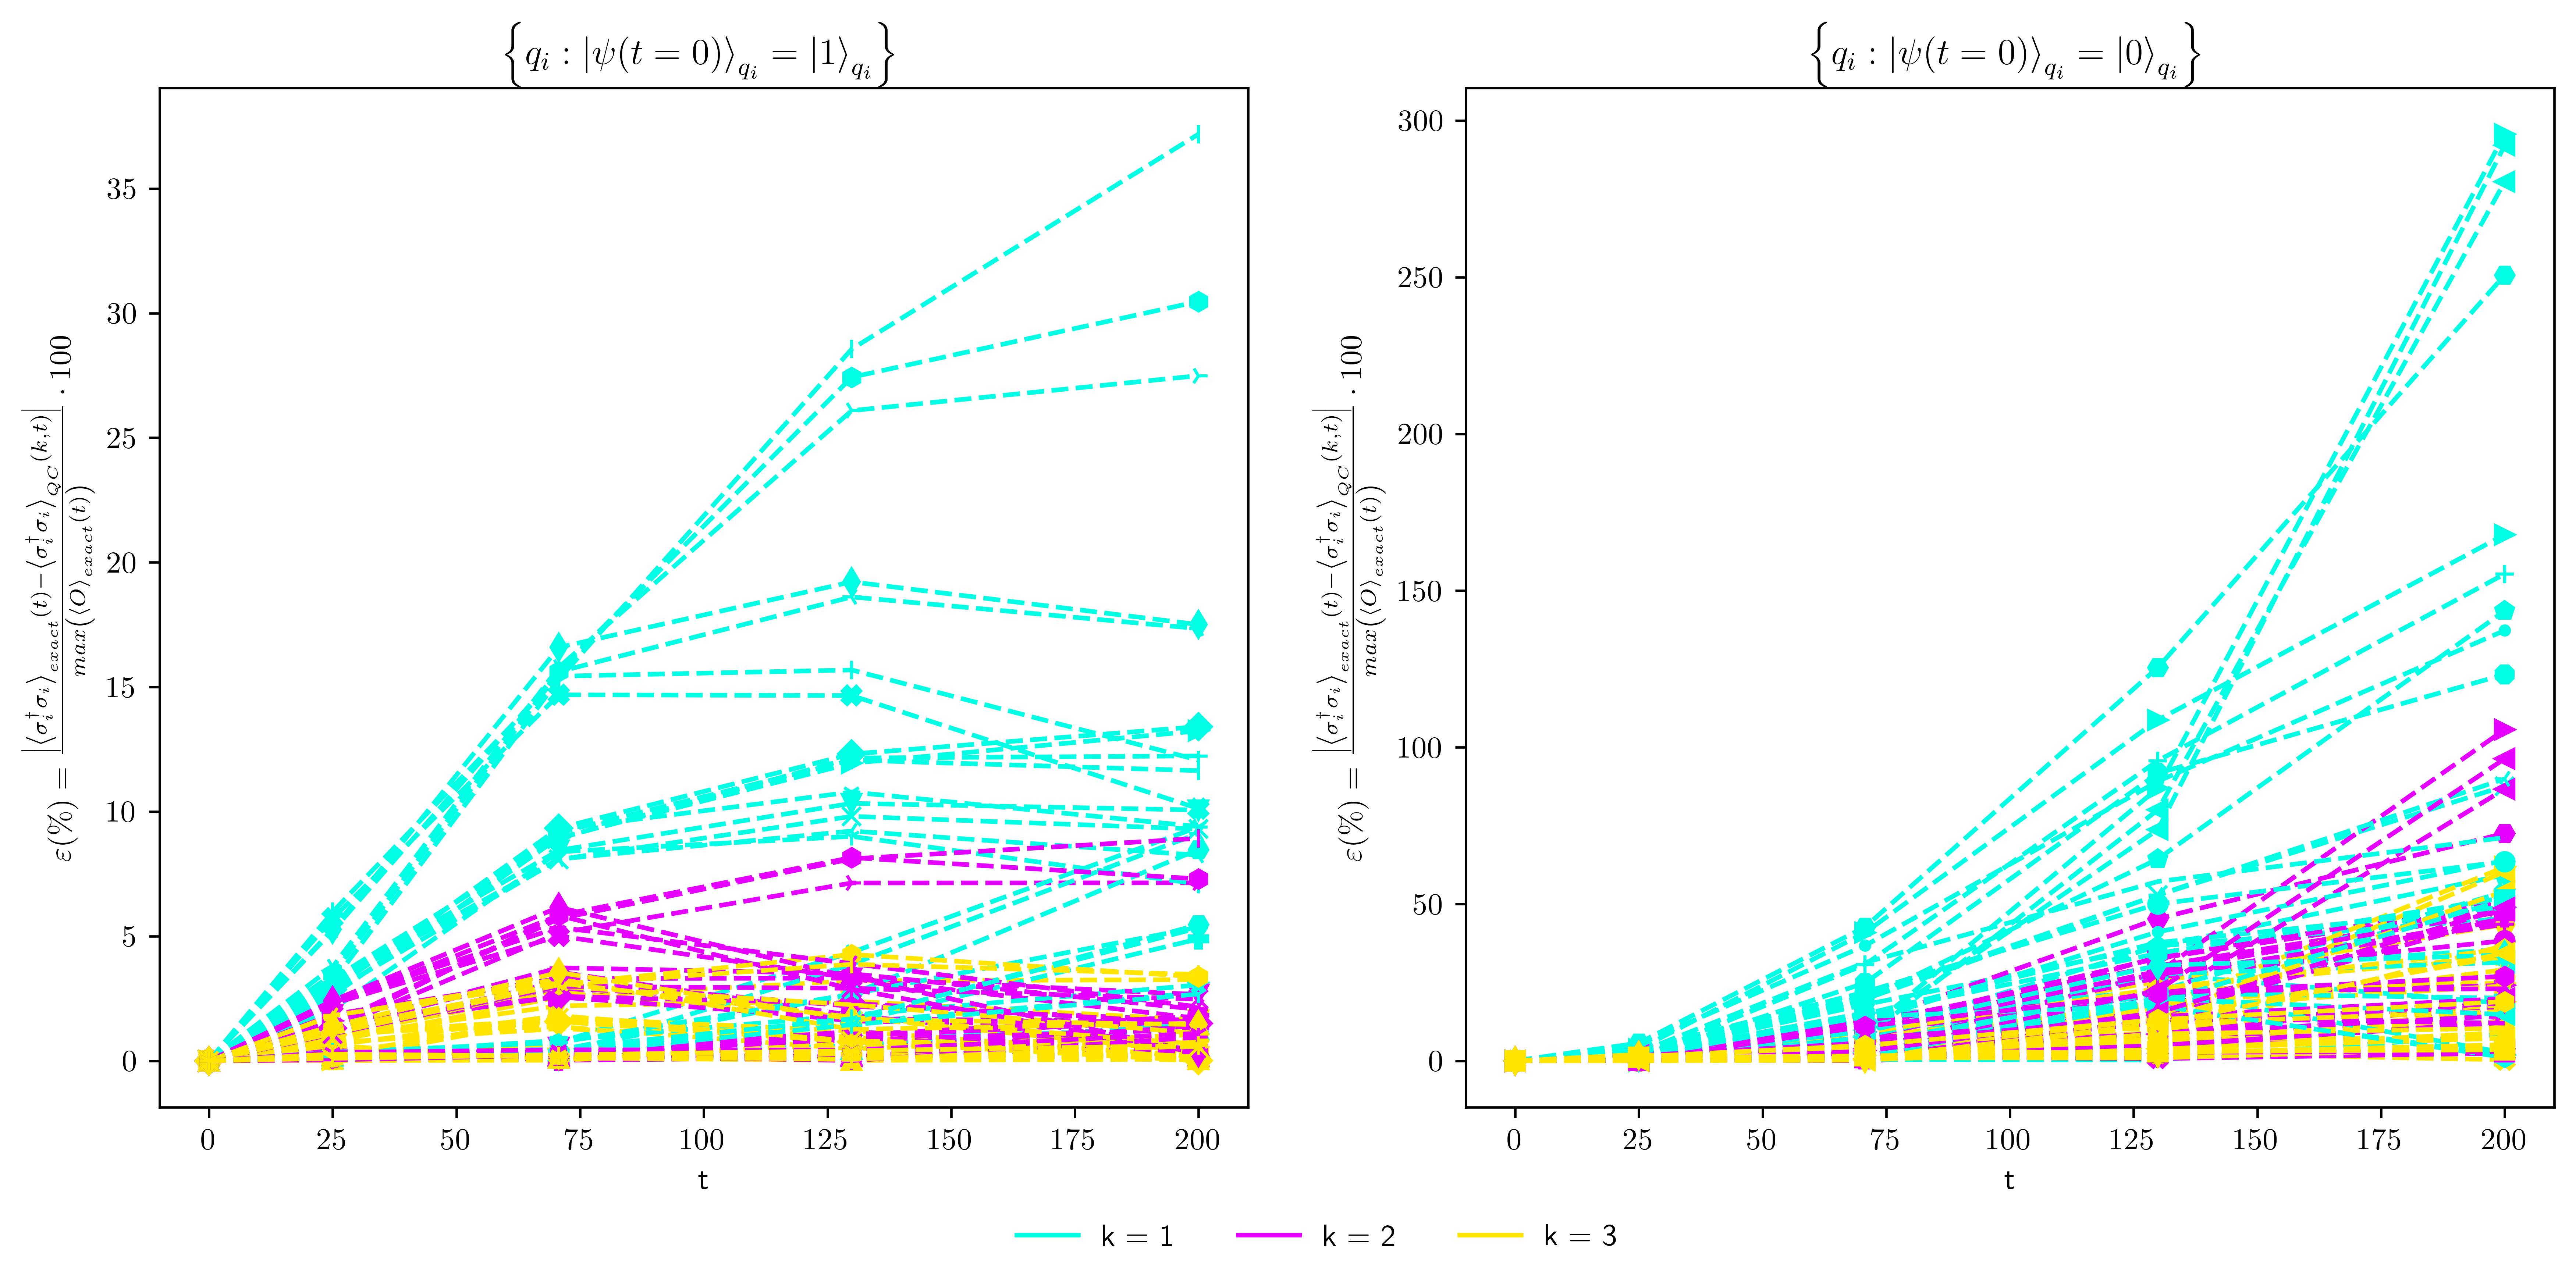 {q_i : |ψ(t = 0)⟩_{q_i} = |1⟩_{q_i}}
ε(%) = |⟨σ_i^†σ_i⟩_{exact}(t)−⟨σ_i^†σ_i⟩_{QC}(k,t)| / max(⟨O⟩_{exact}(t)) · 100
35
30
25
20
15
10
5
0
0 25 50 75 100 125 150 175 200
t
{q_i : |ψ(t = 0)⟩_{q_i} = |0⟩_{q_i}}
ε(%) = |⟨σ_i^†σ_i⟩_{exact}(t)−⟨σ_i^†σ_i⟩_{QC}(k,t)| / max(⟨O⟩_{exact}(t)) · 100
300
250
200
150
100
50
0
0 25 50 75 100 125 150 175 200
t
k = 1 k = 2 k = 3